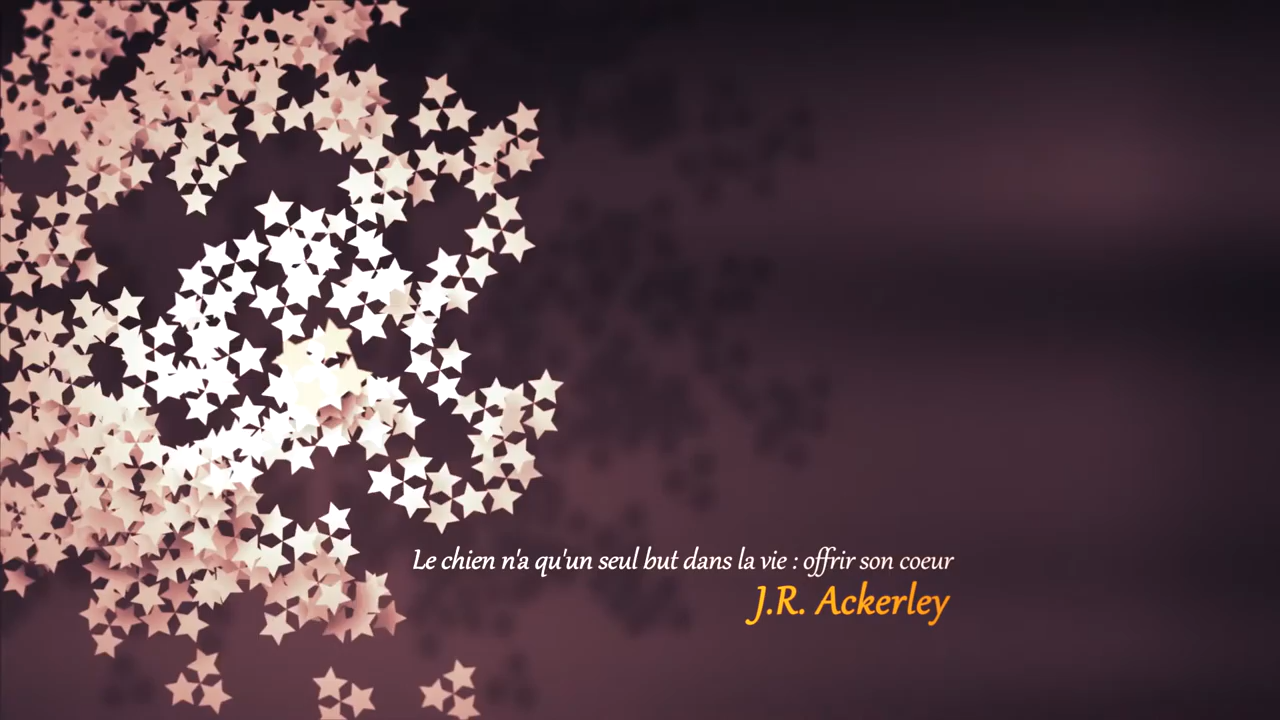 Le chien n'a qu'un seul but dans la vie : offrir son coeur
J.R. Ackerley